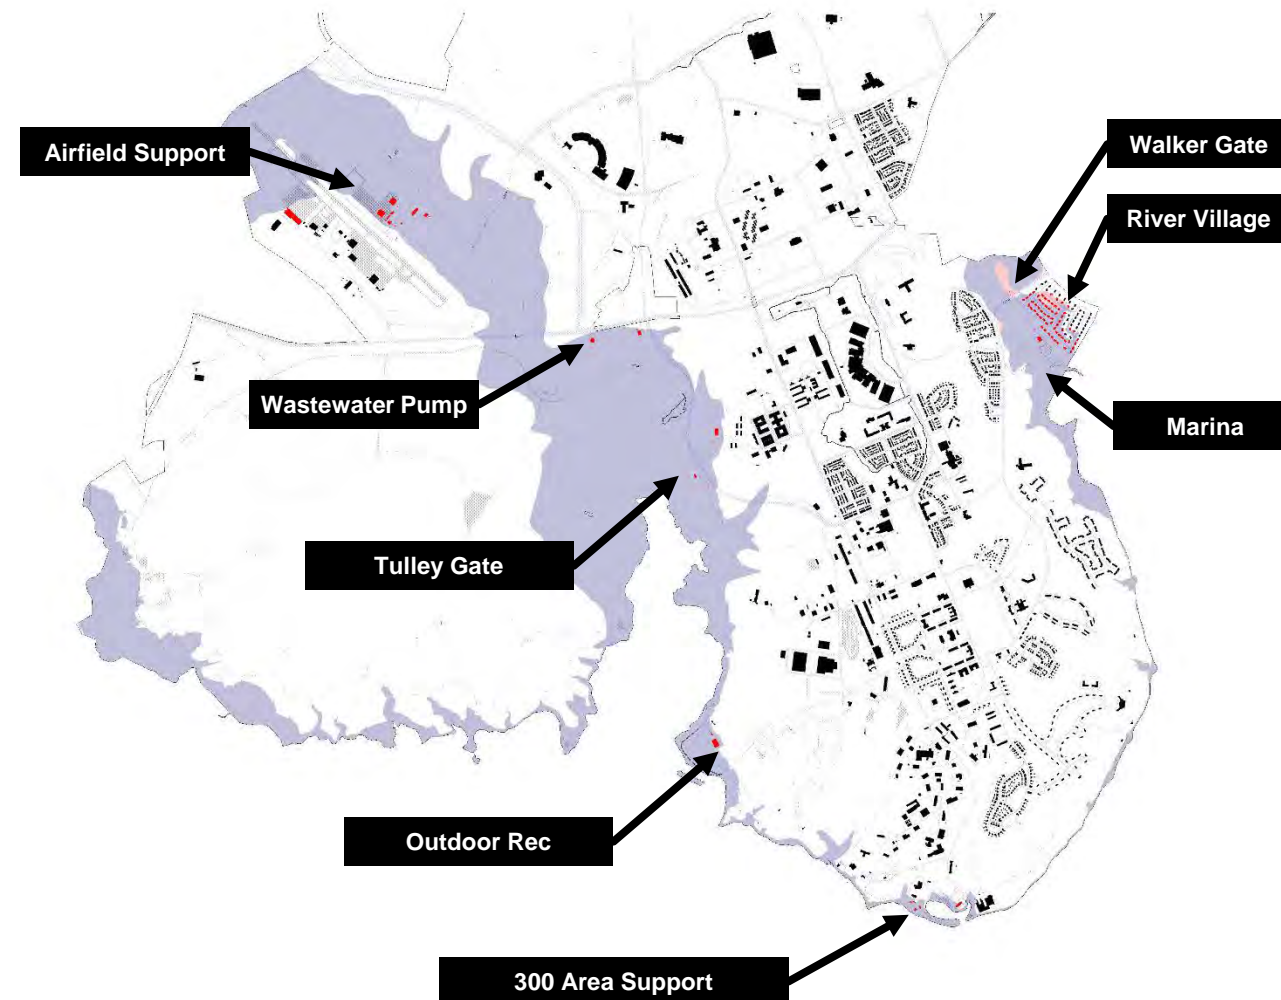 Airfield Support
Walker Gate
River Village
Wastewater Pump
Marina
Tulley Gate
Outdoor Rec
300 Area Support